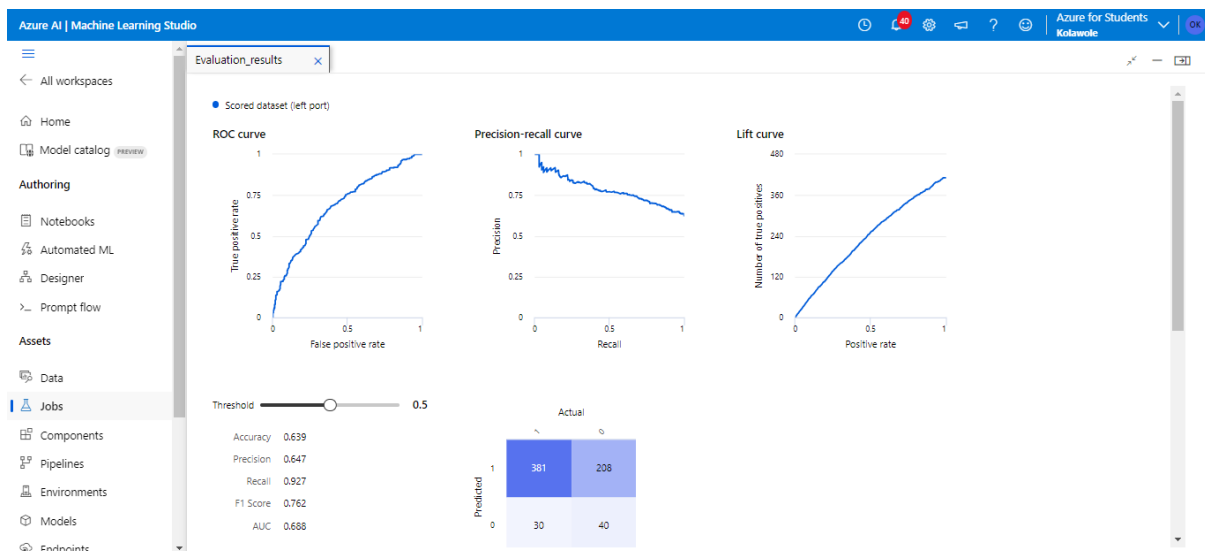 Azure AI | Machine Learning Studio
40
?
Azure for Students
Kolawole
OK
All workspaces
Home
Model catalog PREVIEW
Authoring
Notebooks
Automated ML
Designer
Prompt flow
Assets
Data
Jobs
Components
Pipelines
Environments
Models
Endpoints
Evaluation_results
Scored dataset (left port)
ROC curve
1
0.75
0.5
0.25
0
True positive rate
0 0.5 1
False positive rate
Precision-recall curve
1
0.75
0.5
0.25
0
Precision
0 0.5 1
Recall
Lift curve
480
360
240
120
0
Number of true positives
0 0.5 1
Positive rate
Threshold 0.5
Accuracy 0.639
Precision 0.647
Recall 0.927
F1 Score 0.762
AUC 0.688
Actual
1 0
Predicted
1 381 208
0 30 40